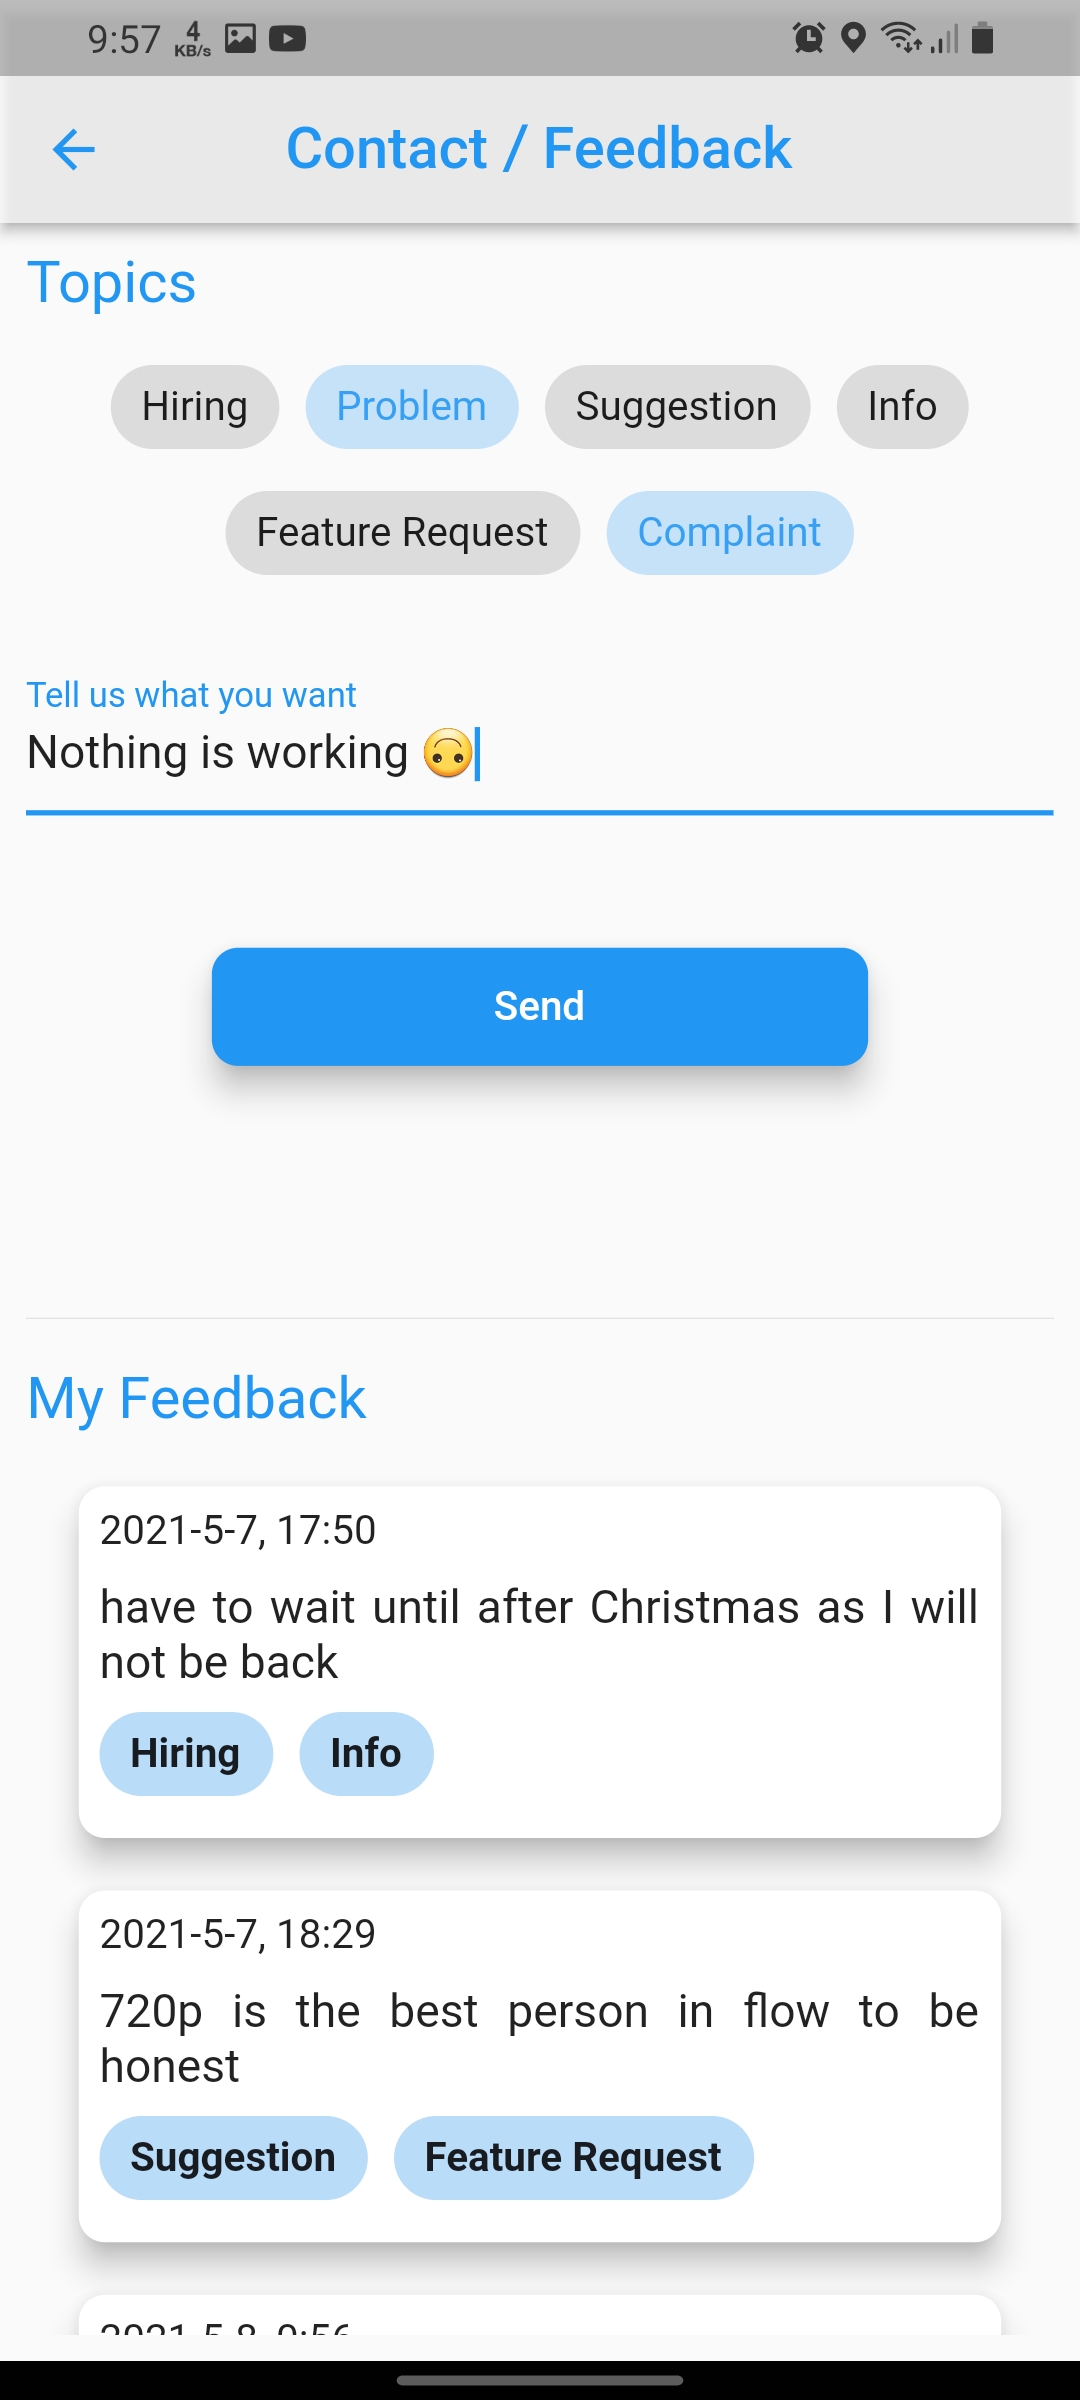 9:57 4 KB/s
Contact / Feedback
Topics
Hiring Problem Suggestion Info
Feature Request Complaint
Tell us what you want
Nothing is working 🙃
Send
My Feedback
2021-5-7, 17:50
have to wait until after Christmas as I will
not be back
Hiring Info
2021-5-7, 18:29
720p is the best person in flow to be
honest
Suggestion Feature Request